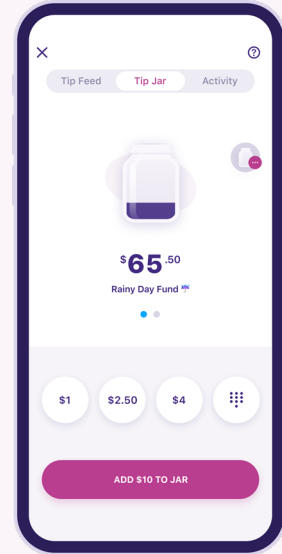 Tip Feed Tip Jar Activity
$65.50
Rainy Day Fund ☔
$1 $2.50 $4
ADD $10 TO JAR